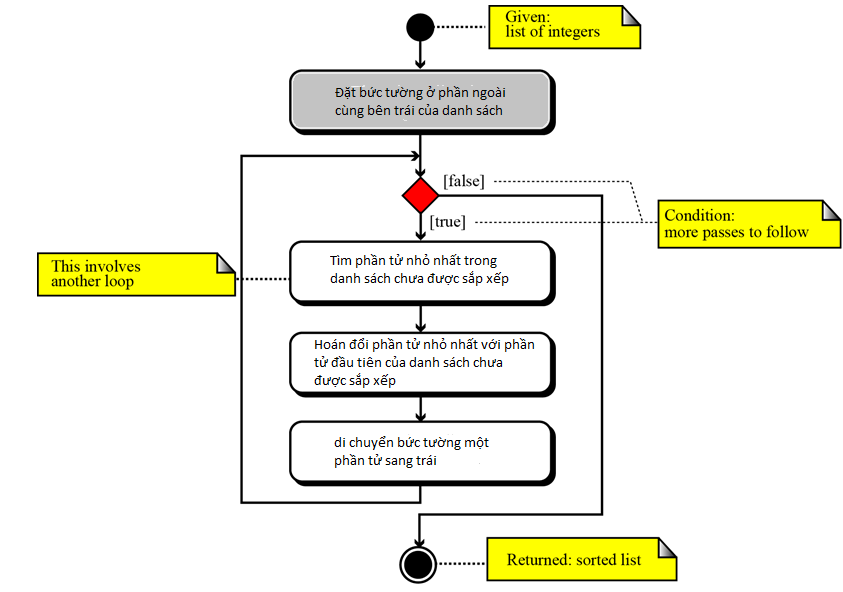 Given:
list of integers
Đặt bức tường ở phần ngoài
cùng bên trái của danh sách
[false]
[true]
Condition:
more passes to follow
This involves
another loop
Tìm phần tử nhỏ nhất trong
danh sách chưa được sắp xếp
Hoán đổi phần tử nhỏ nhất với phần
tử đầu tiên của danh sách chưa
được sắp xếp
di chuyển bức tường một
phần tử sang trái
Returned: sorted list